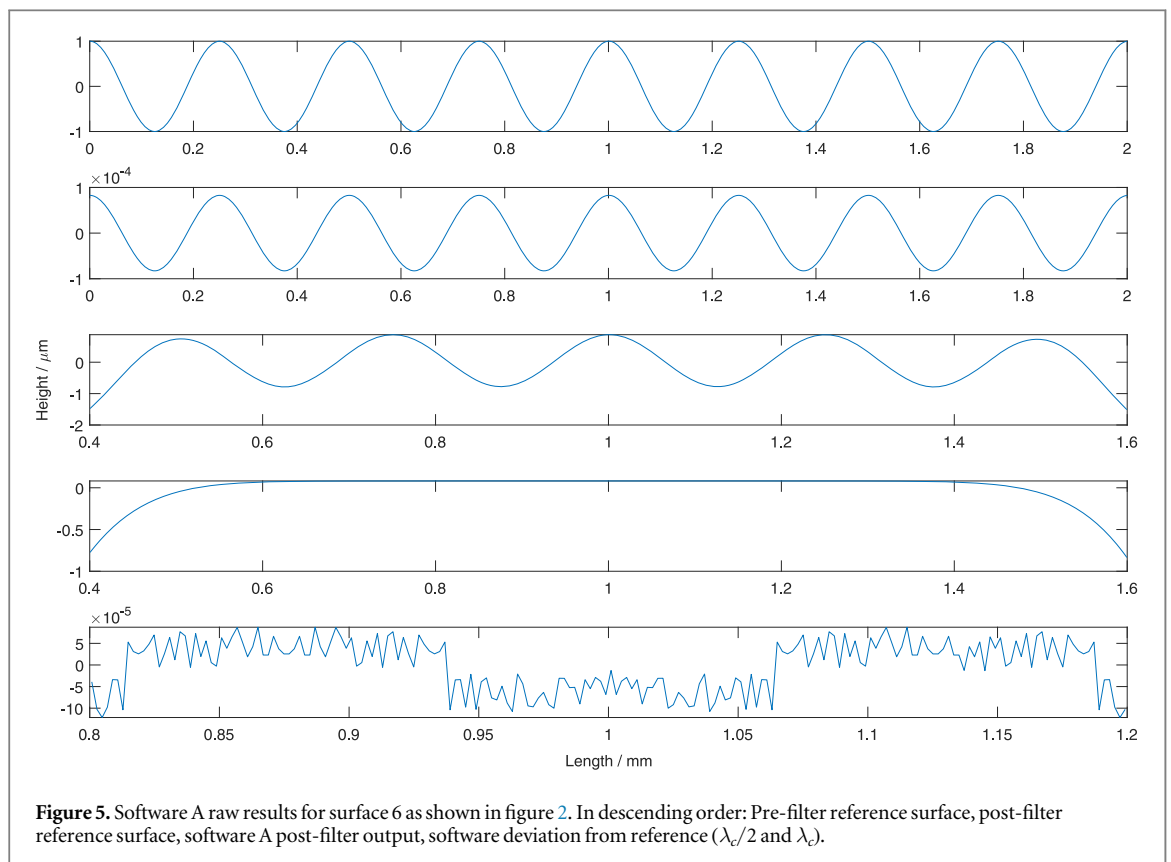 1
0
-1
0 0.2 0.4 0.6 0.8 1 1.2 1.4 1.6 1.8 2
×10-4
1
0
-1
0 0.2 0.4 0.6 0.8 1 1.2 1.4 1.6 1.8 2
0
-1
-2
0.4 0.6 0.8 1 1.2 1.4 1.6
Height / μm
0
-0.5
-1
0.4 0.6 0.8 1 1.2 1.4 1.6
×10-5
5
0
-5
-10
0.8 0.85 0.9 0.95 1 1.05 1.1 1.15 1.2
Length / mm
Figure 5. Software A raw results for surface 6 as shown in figure 2. In descending order: Pre-filter reference surface, post-filter
reference surface, software A post-filter output, software deviation from reference (λc/2 and λc).